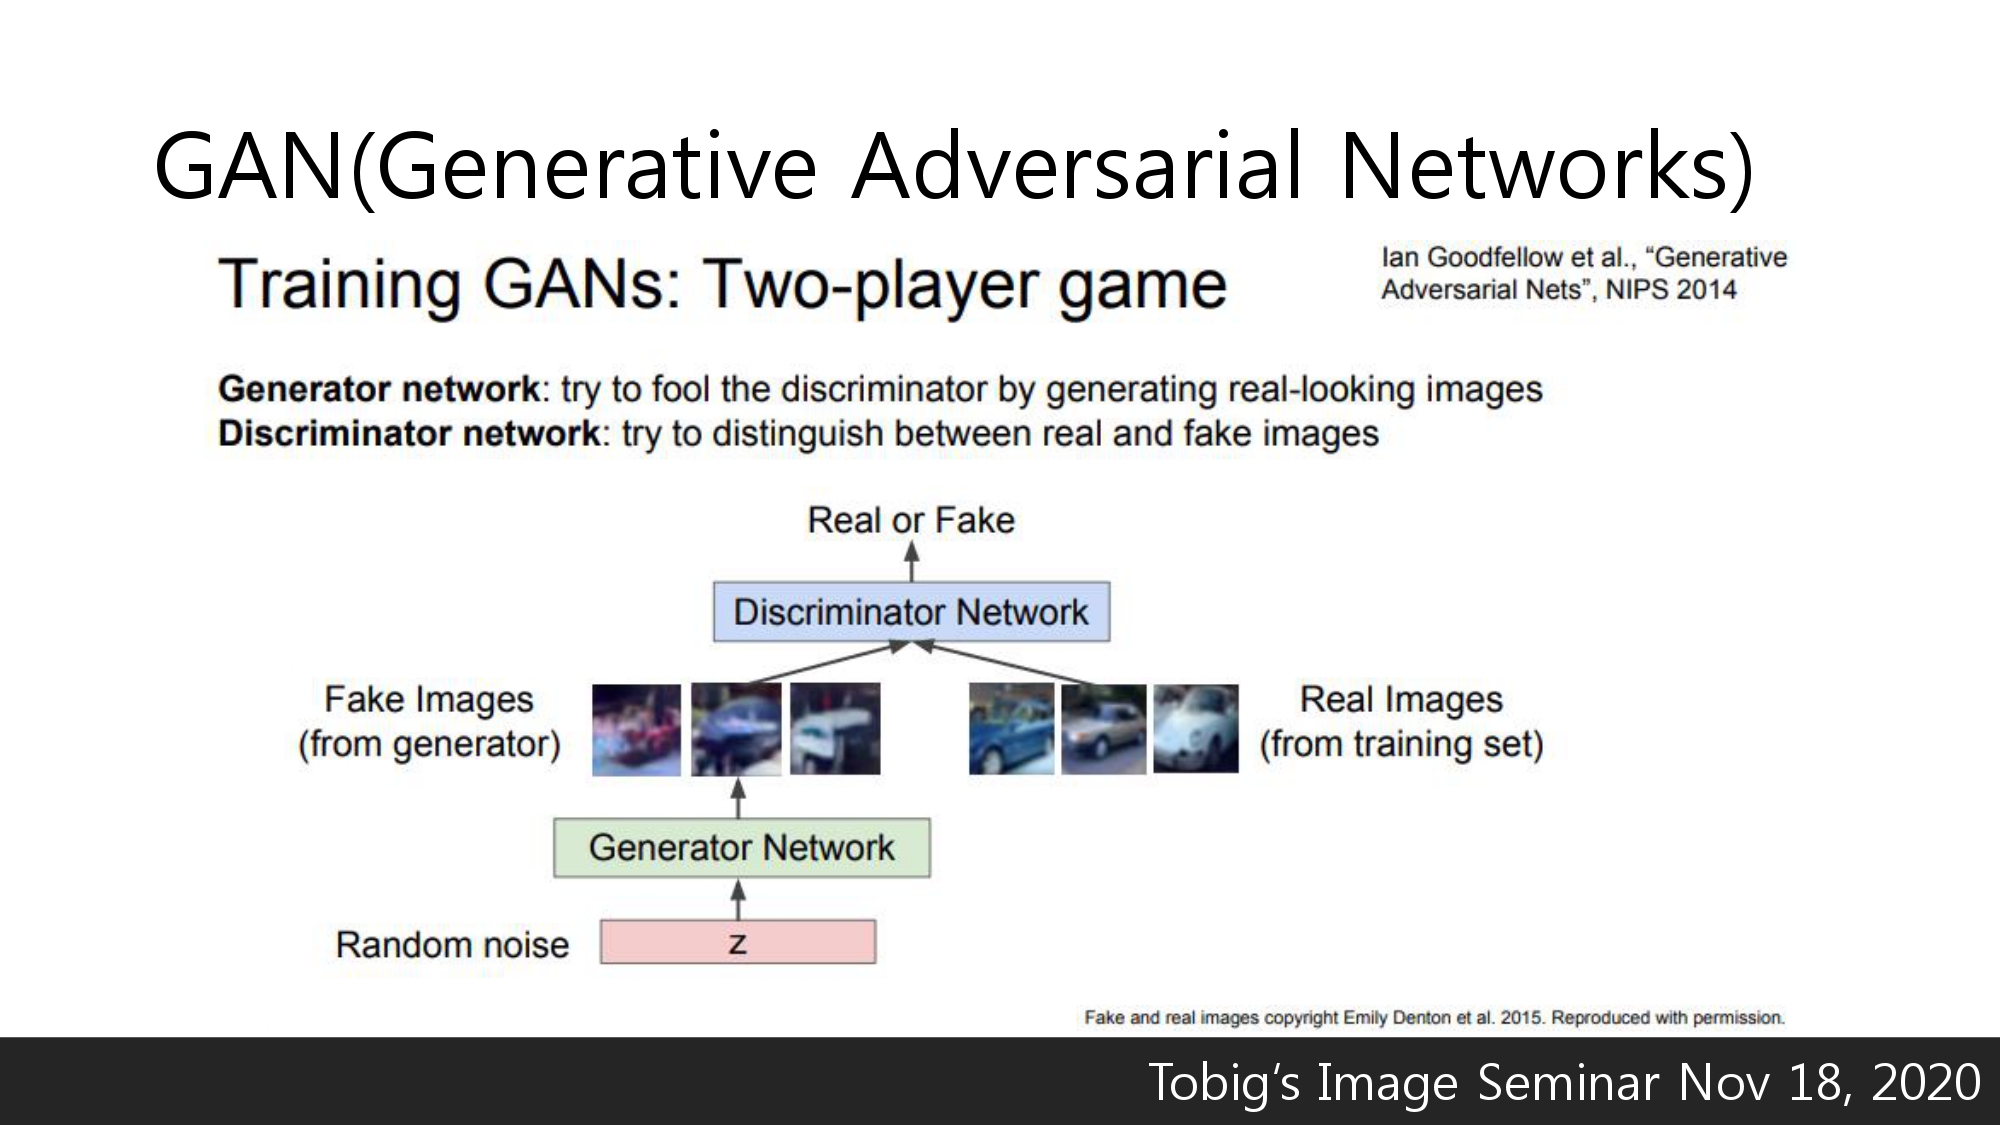 GAN(Generative Adversarial Networks)
Training GANs: Two-player game
Ian Goodfellow et al., “Generative
Adversarial Nets”, NIPS 2014
Generator network: try to fool the discriminator by generating real-looking images
Discriminator network: try to distinguish between real and fake images
Real or Fake
Discriminator Network
Fake Images
(from generator)
Real Images
(from training set)
Generator Network
Random noise
z
Fake and real images copyright Emily Denton et al. 2015. Reproduced with permission.
Tobig‘s Image Seminar Nov 18, 2020